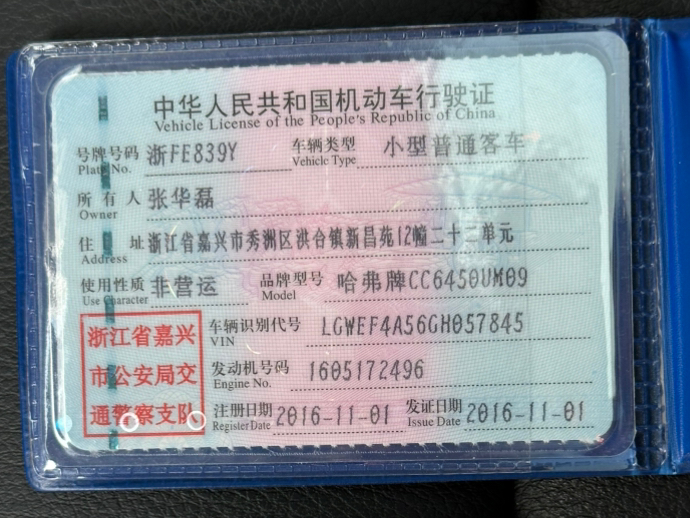 中华人民共和国机动车行驶证
Vehicle License of the People's Republic of China
号牌号码 浙FE839Y 车辆类型 小型普通客车
Plate No. Vehicle Type
所有人 张华磊
Owner
住址 浙江省嘉兴市秀洲区洪合镇新昌苑12幢二十三单元
Address
使用性质 非营运 品牌型号 哈弗牌CC6450UM09
Use Character Model
浙江省嘉兴
市公安局交
通警察支队
车辆识别代号 LGWEF4A56GH057845
VIN
发动机号码 1605172496
Engine No.
注册日期 2016-11-01 发证日期 2016-11-01
Register Date Issue Date